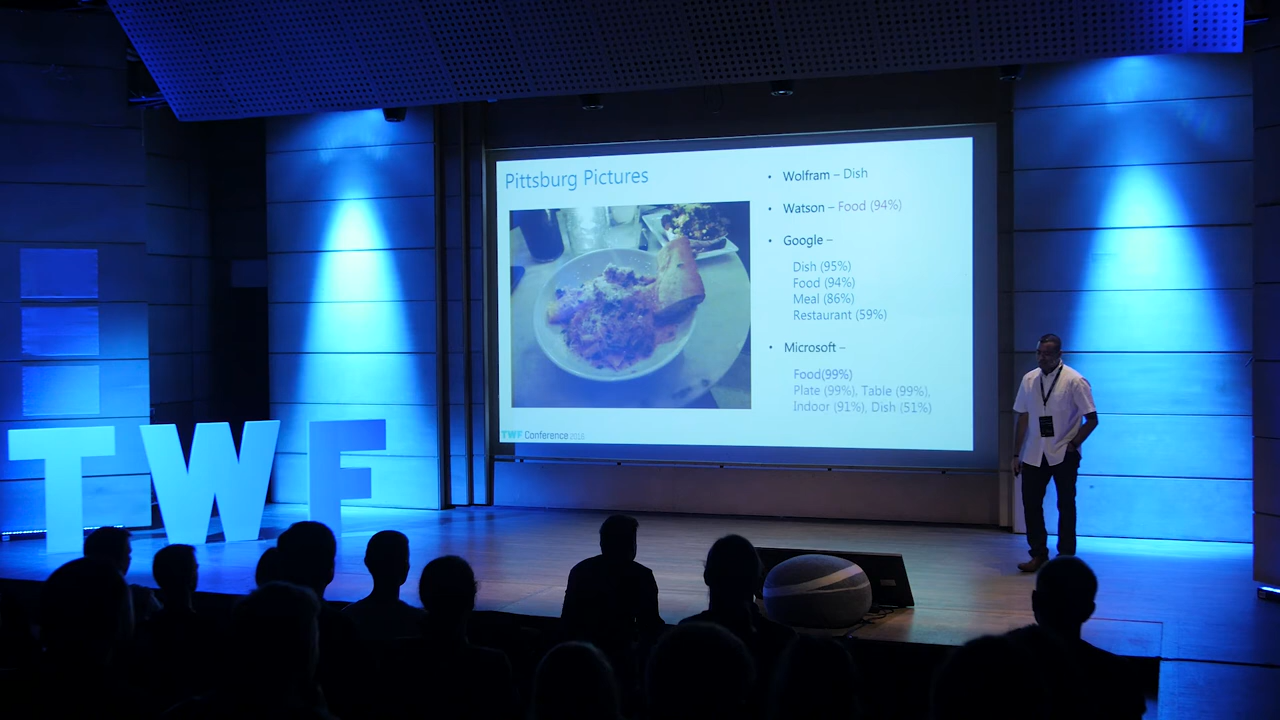 Pittsburg Pictures
• Wolfram – Dish
• Watson – Food (94%)
• Google –
Dish (95%)
Food (94%)
Meal (86%)
Restaurant (59%)
• Microsoft –
Food(99%)
Plate (99%), Table (99%),
Indoor (91%), Dish (51%)
TWF Conference 2016
TWF